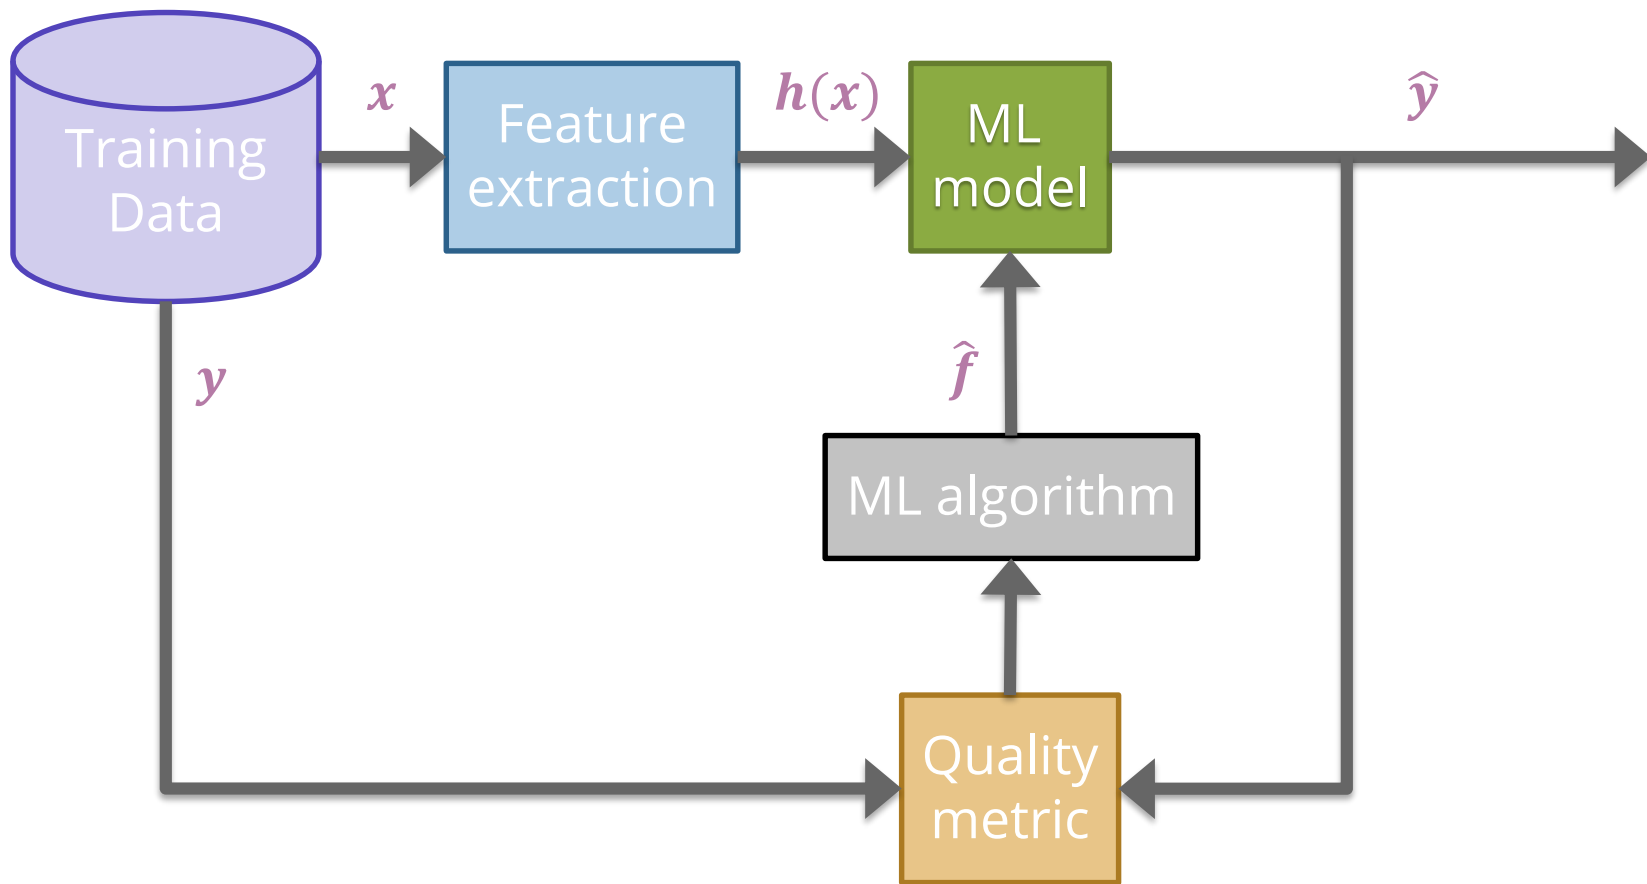 Training
Data
x
Feature
extraction
h(x)
ML
model
ŷ
y
f̂
ML algorithm
Quality
metric